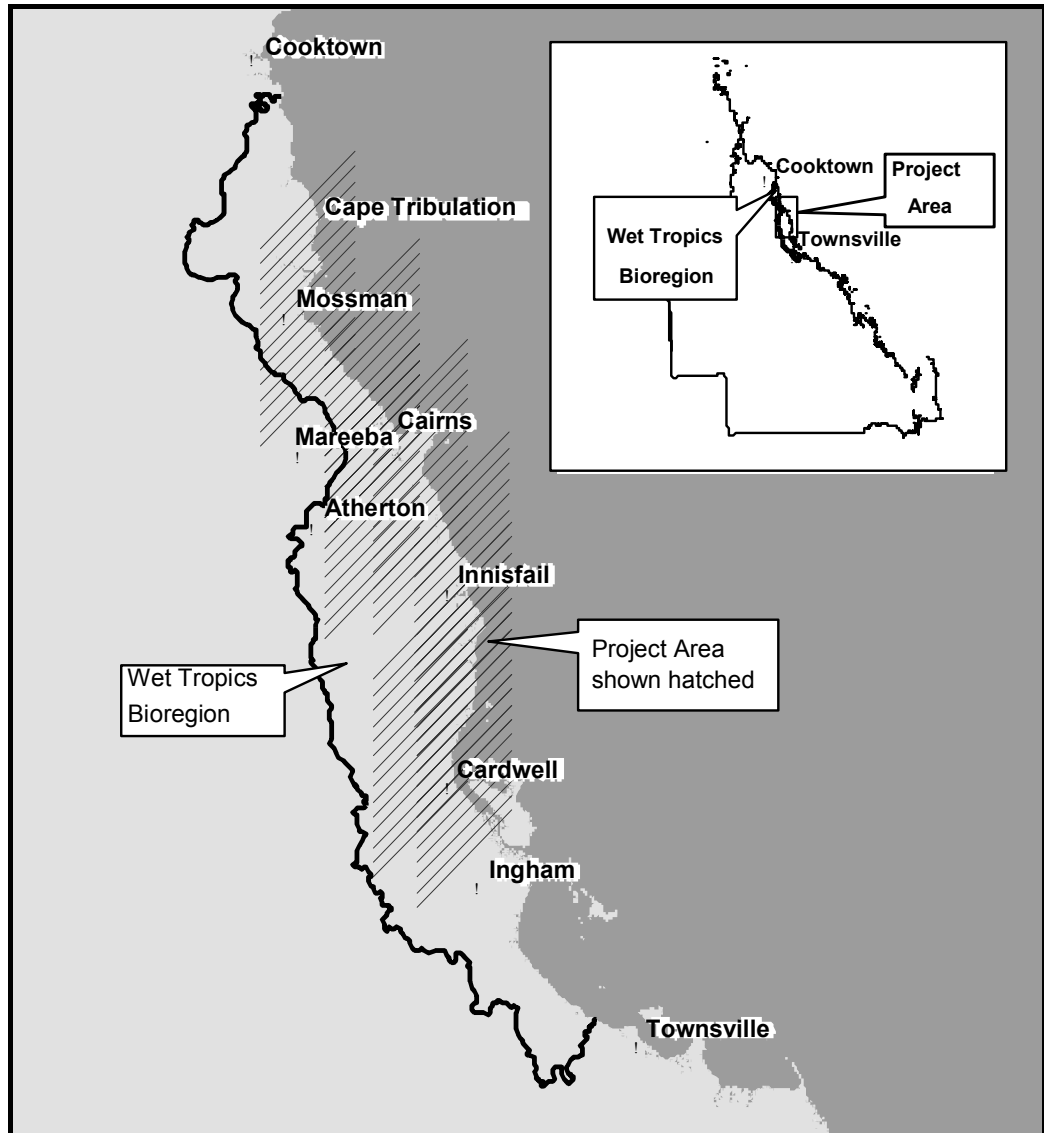 Cooktown
Cape Tribulation
Mossman
Cairns
Mareeba
Atherton
Innisfail
Cardwell
Ingham
Townsville
Wet Tropics
Bioregion
Project Area
shown hatched
Cooktown
Project
Area
Wet Tropics
Bioregion
Townsville